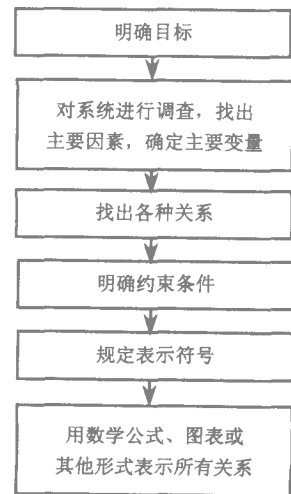 明确目标
对系统进行调查，找出
主要因素，确定主要变量
找出各种关系
明确约束条件
规定表示符号
用数学公式、图表或
其他形式表示所有关系